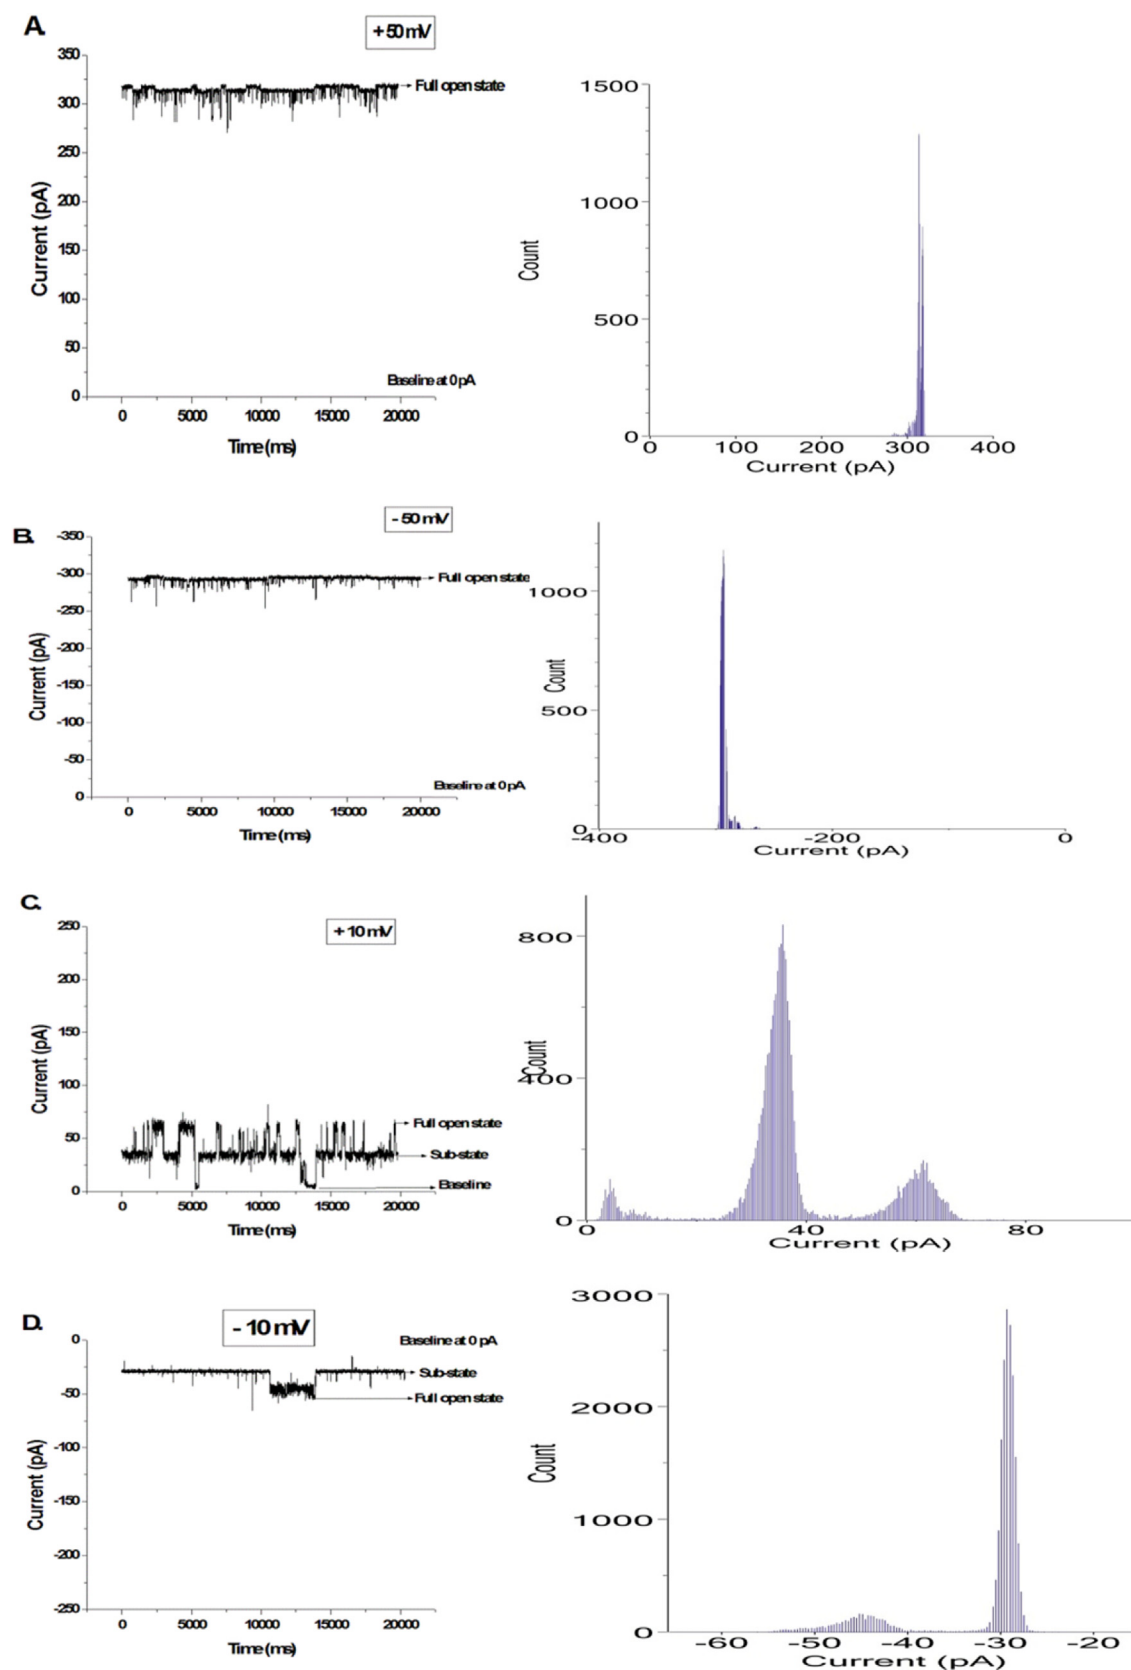 A.
+50 mV
350
300
250
200
150
100
50
0
Current (pA)
Full open state
Baseline at 0 pA
0 5000 10000 15000 20000
Time (ms)
1500
1000
500
0
Count
0 100 200 300 400
Current (pA)
B.
- 50 mV
-350
-300
-250
-200
-150
-100
-50
0
Current (pA)
Full open state
Baseline at 0 pA
0 5000 10000 15000 20000
Time (ms)
1000
500
0
Count
-400 -200 0
Current (pA)
C.
+10 mV
250
200
150
100
50
0
Current (pA)
Full open state
Sub-state
Baseline
0 5000 10000 15000 20000
Time (ms)
800
400
0
Count
0 40 80
Current (pA)
D.
- 10 mV
0
-50
-100
-150
-200
-250
Current (pA)
Baseline at 0 pA
Sub-state
Full open state
0 5000 10000 15000 20000
Time (ms)
3000
2000
1000
0
Count
-60 -50 -40 -30 -20
Current (pA)